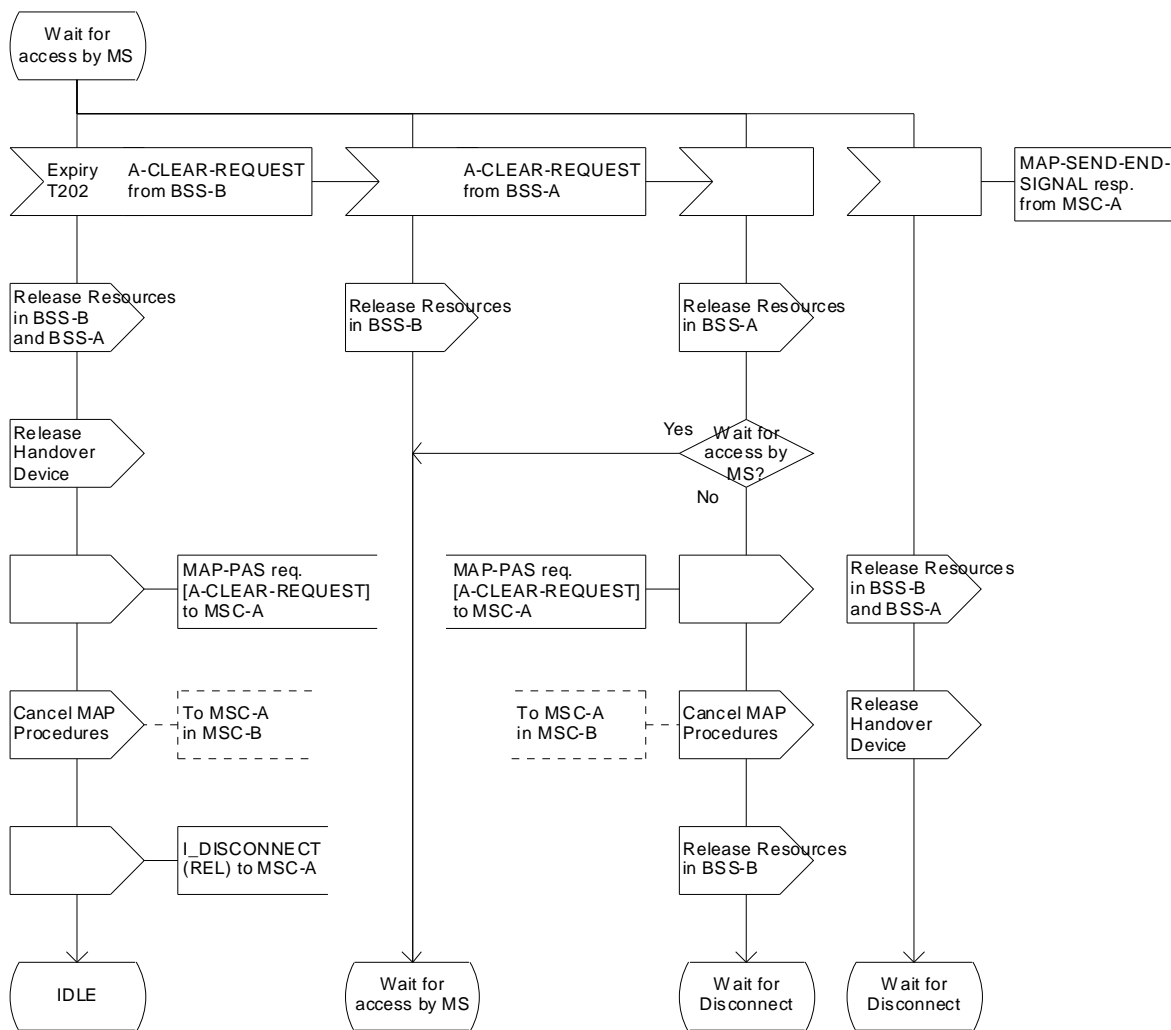 Wait for
access by MS
Expiry
T202
A-CLEAR-REQUEST
from BSS-B
A-CLEAR-REQUEST
from BSS-A
MAP-SEND-END-
SIGNAL resp.
from MSC-A
Release Resources
in BSS-B
and BSS-A
Release Resources
in BSS-B
Release Resources
in BSS-A
Release
Handover
Device
Yes
Wait for
access by
MS?
No
MAP-PAS req.
[A-CLEAR-REQUEST]
to MSC-A
MAP-PAS req.
[A-CLEAR-REQUEST]
to MSC-A
Release Resources
in BSS-B
and BSS-A
Cancel MAP
Procedures
To MSC-A
in MSC-B
To MSC-A
in MSC-B
Cancel MAP
Procedures
Release
Handover
Device
I_DISCONNECT
(REL) to MSC-A
Release Resources
in BSS-B
IDLE
Wait for
access by MS
Wait for
Disconnect
Wait for
Disconnect